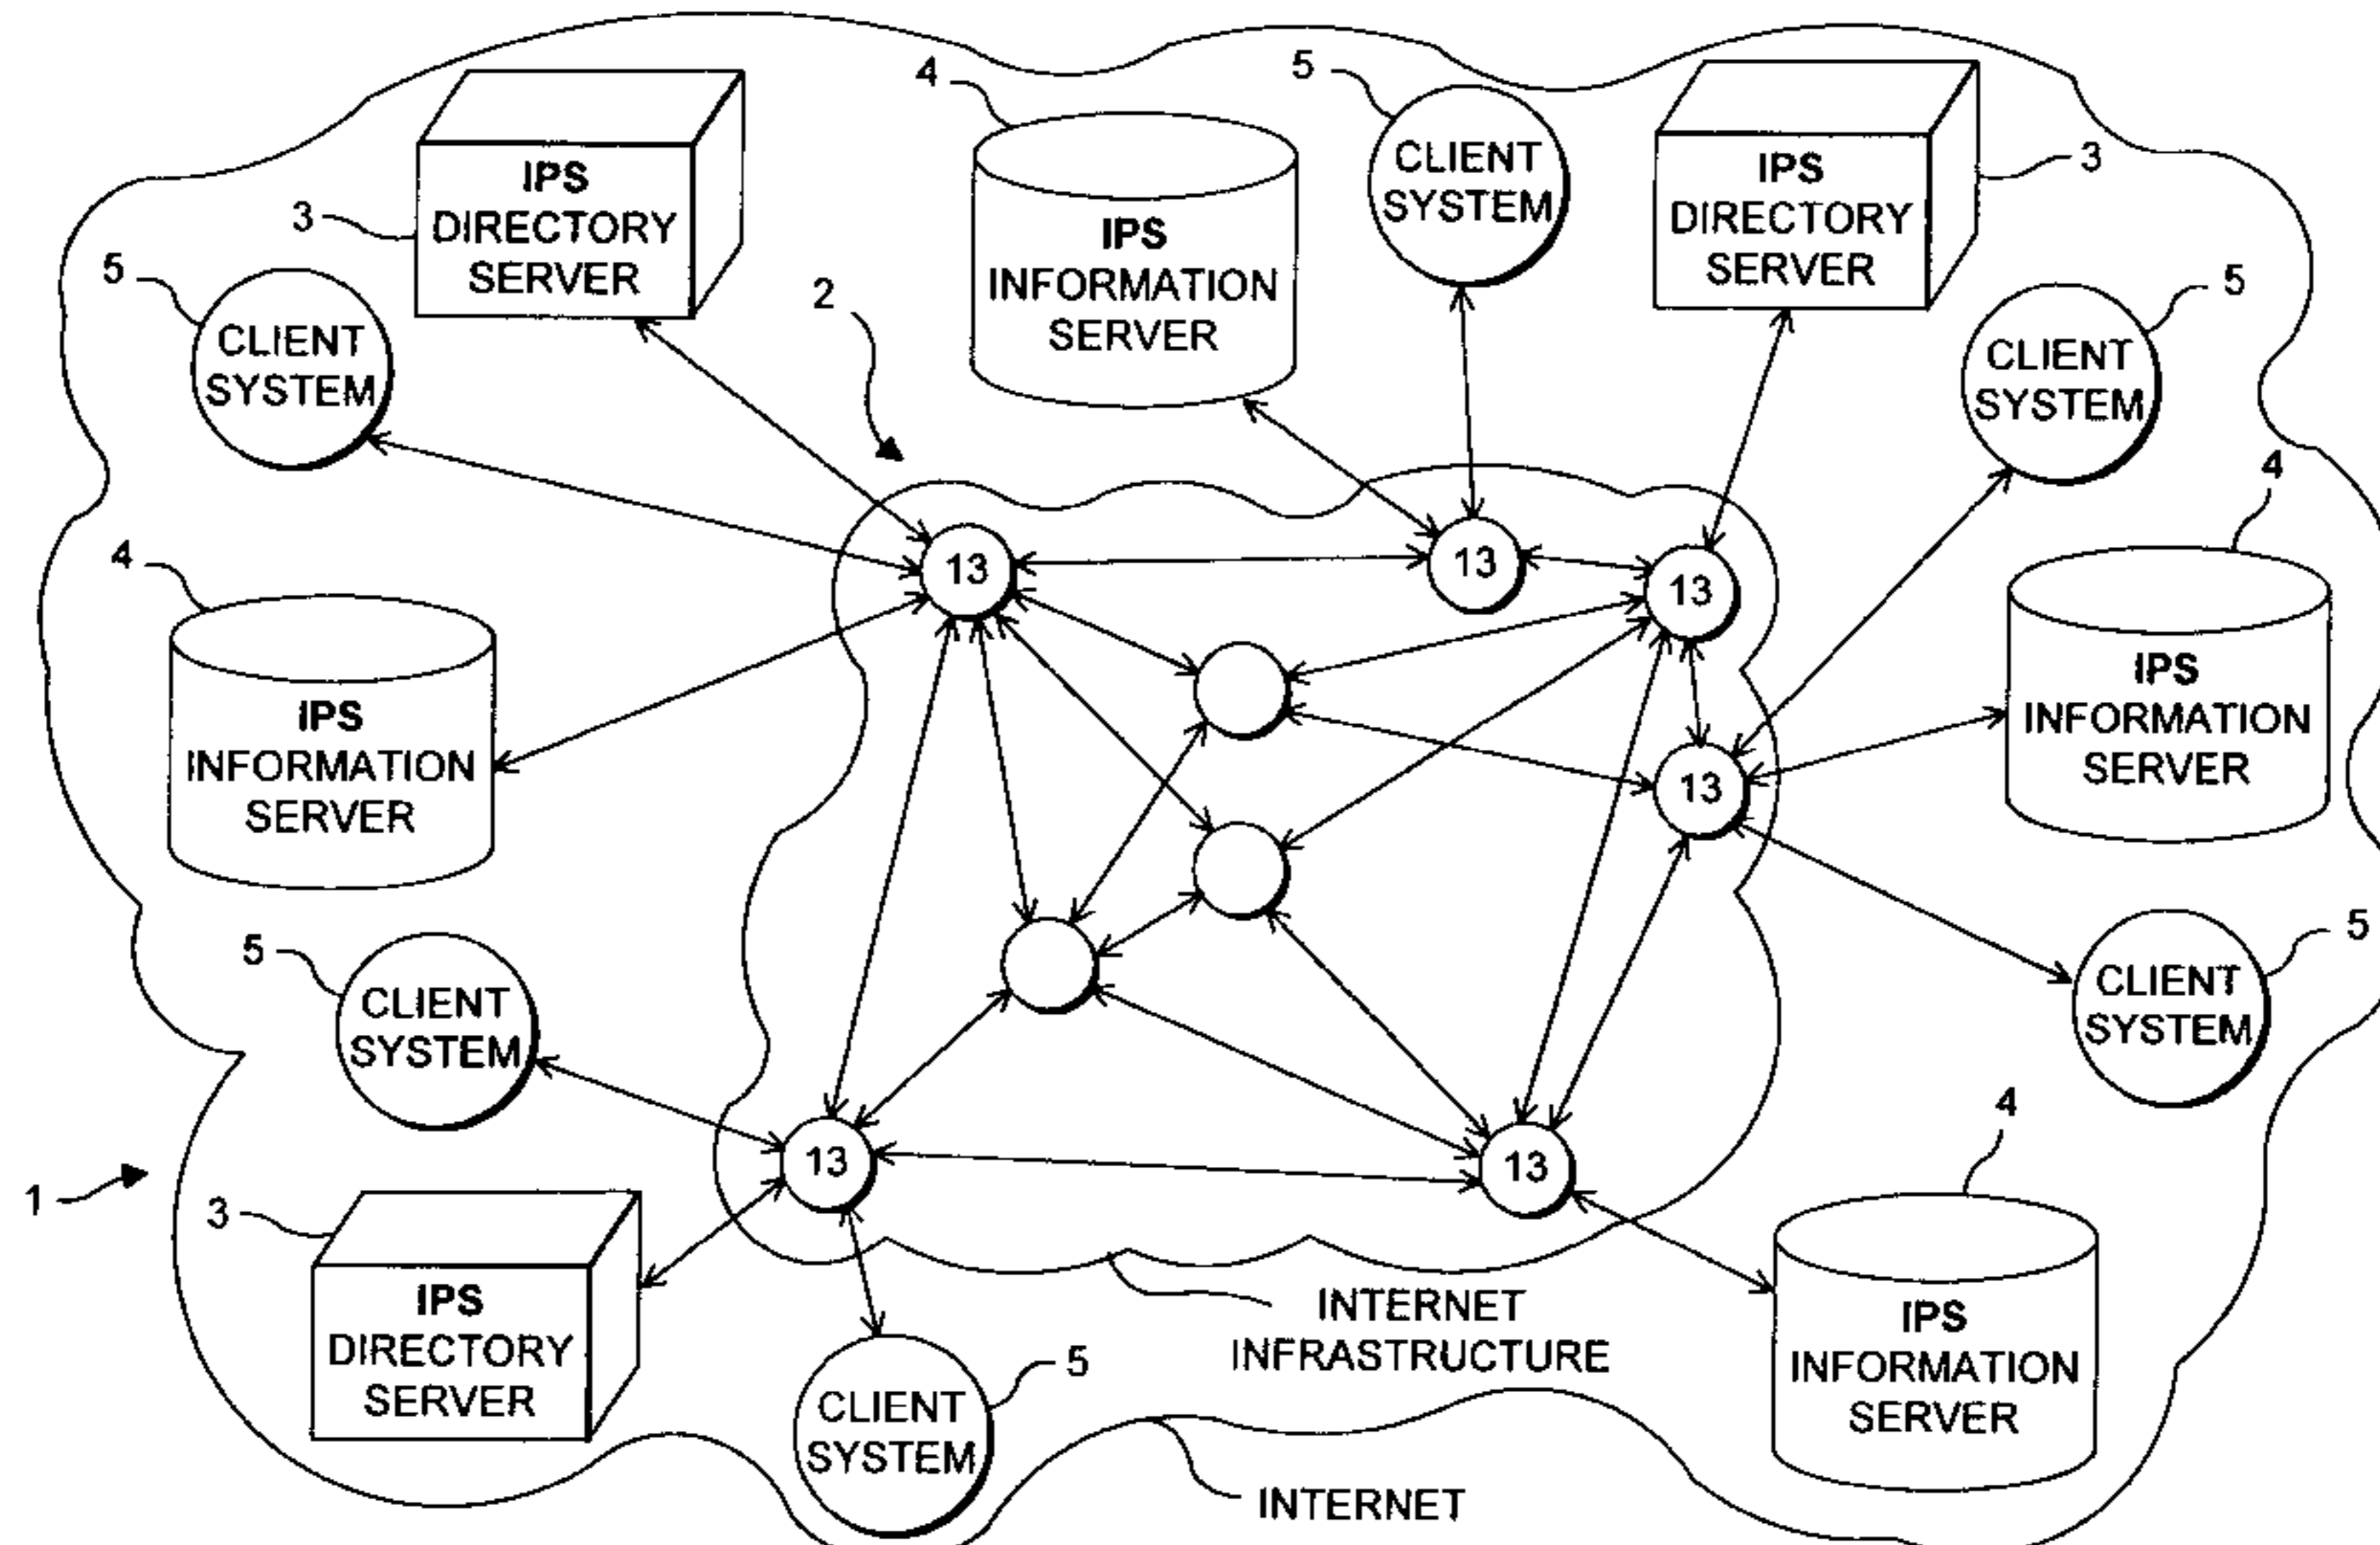 4
5
IPS
DIRECTORY
SERVER
3
CLIENT
SYSTEM
IPS
DIRECTORY
SERVER
3
IPS
INFORMATION
SERVER
5
CLIENT
SYSTEM
2
5
CLIENT
SYSTEM
4
IPS
INFORMATION
SERVER
4
IPS
INFORMATION
SERVER
13
13
13
13
5
CLIENT
SYSTEM
5
CLIENT
SYSTEM
13
13
1
3
IPS
DIRECTORY
SERVER
4
IPS
INFORMATION
SERVER
INTERNET
INFRASTRUCTURE
5
CLIENT
SYSTEM
INTERNET